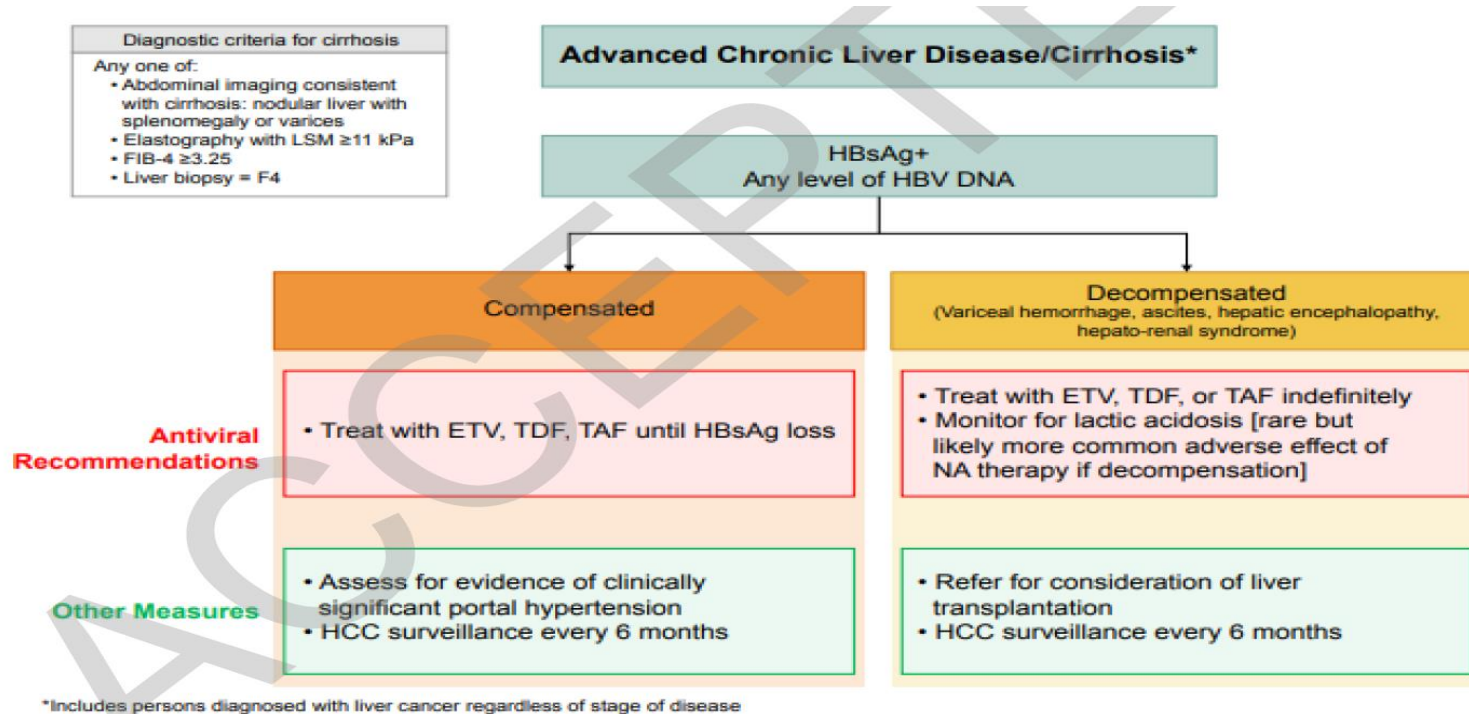 Diagnostic criteria for cirrhosis
Any one of:
• Abdominal imaging consistent
with cirrhosis: nodular liver with
splenomegaly or varices
• Elastography with LSM ≥11 kPa
• FIB-4 ≥3.25
• Liver biopsy = F4
Advanced Chronic Liver Disease/Cirrhosis*
HBsAg+
Any level of HBV DNA
Compensated
Decompensated
(Variceal hemorrhage, ascites, hepatic encephalopathy,
hepato-renal syndrome)
Antiviral
Recommendations
• Treat with ETV, TDF, TAF until HBsAg loss
• Treat with ETV, TDF, or TAF indefinitely
• Monitor for lactic acidosis [rare but
likely more common adverse effect of
NA therapy if decompensation]
Other Measures
• Assess for evidence of clinically
significant portal hypertension
• HCC surveillance every 6 months
• Refer for consideration of liver
transplantation
• HCC surveillance every 6 months
*Includes persons diagnosed with liver cancer regardless of stage of disease
ACCEPTE